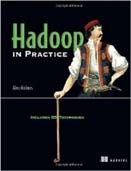 Hadoop
IN PRACTICE
Alex Holmes
INCLUDES 85 TECHNIQUES
MANNING